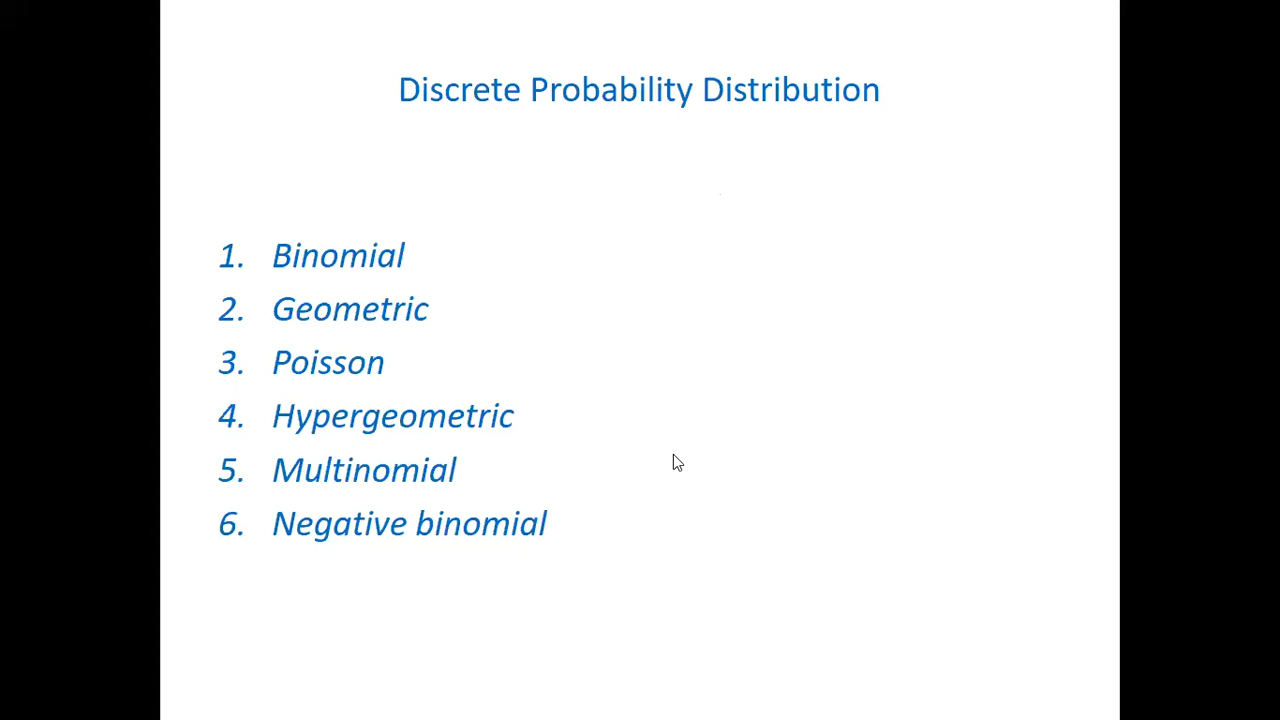 Discrete Probability Distribution
1. Binomial
2. Geometric
3. Poisson
4. Hypergeometric
5. Multinomial
6. Negative binomial